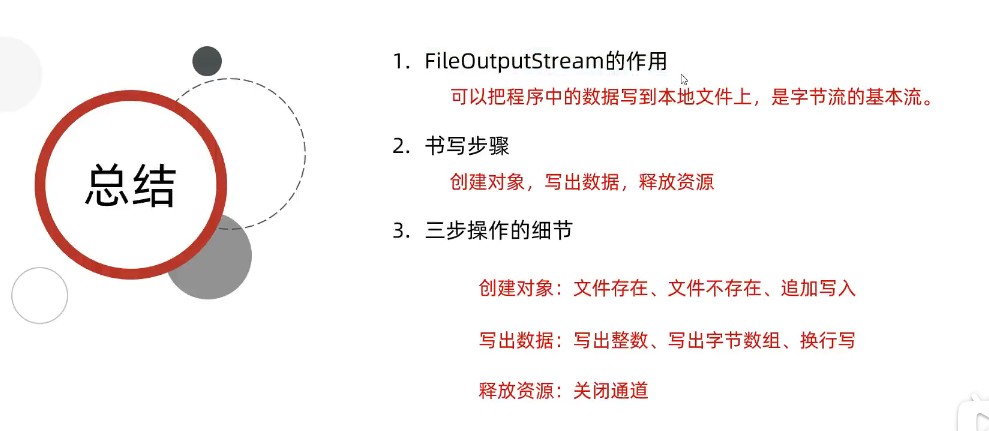 总结
1. FileOutputStream的作用
可以把程序中的数据写到本地文件上，是字节流的基本流。
2. 书写步骤
创建对象，写出数据，释放资源
3. 三步操作的细节
创建对象：文件存在、文件不存在、追加写入
写出数据：写出整数、写出字节数组、换行写
释放资源：关闭通道